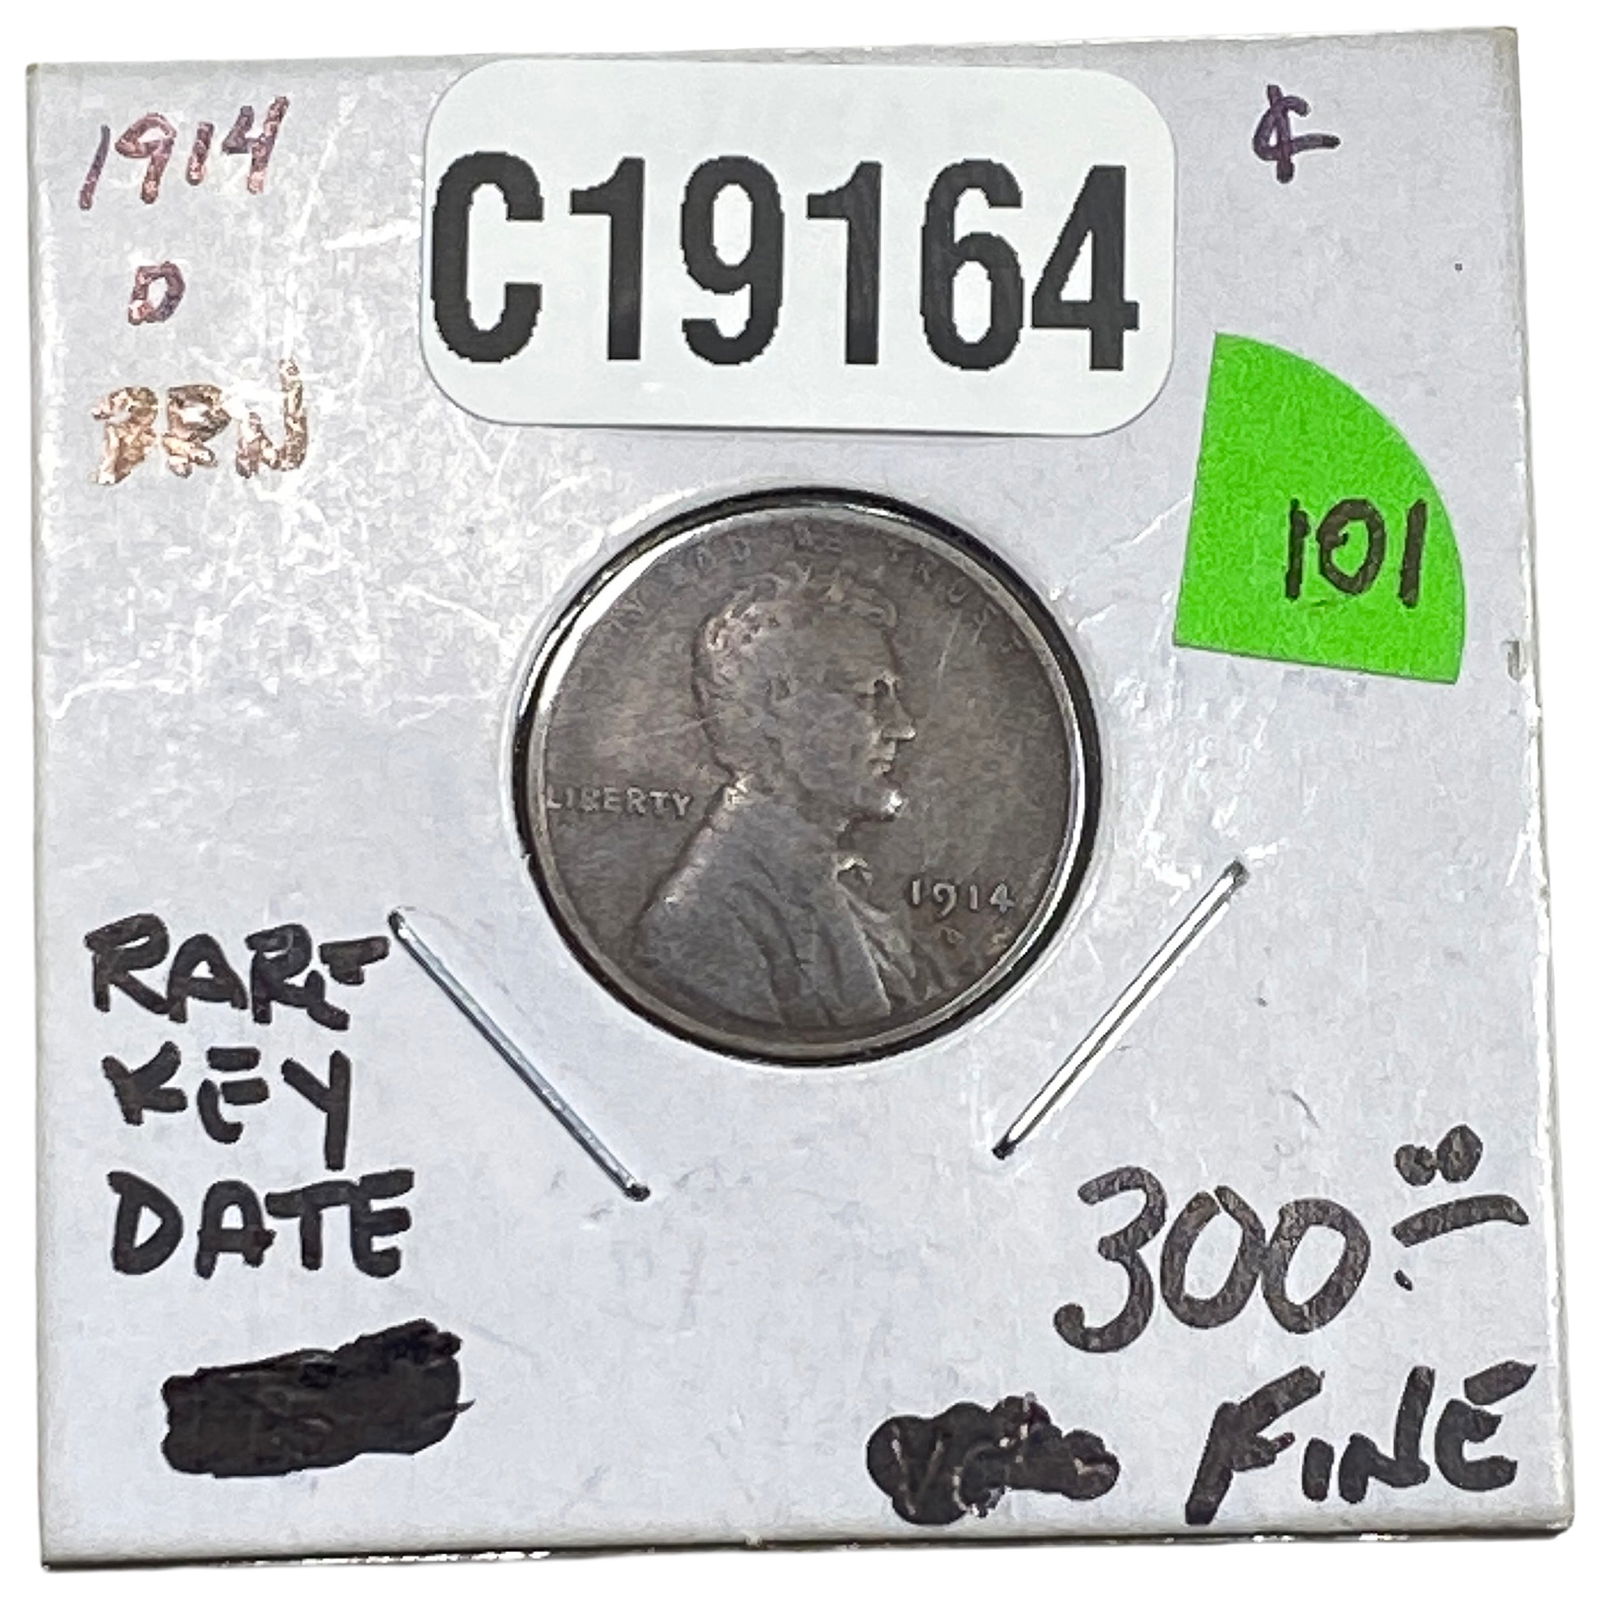 1914
¢
C19164
D
BRN
101
IN GOD WE TRUST
LIBERTY
1914
D
RARE
KEY
DATE
300.00
FINE